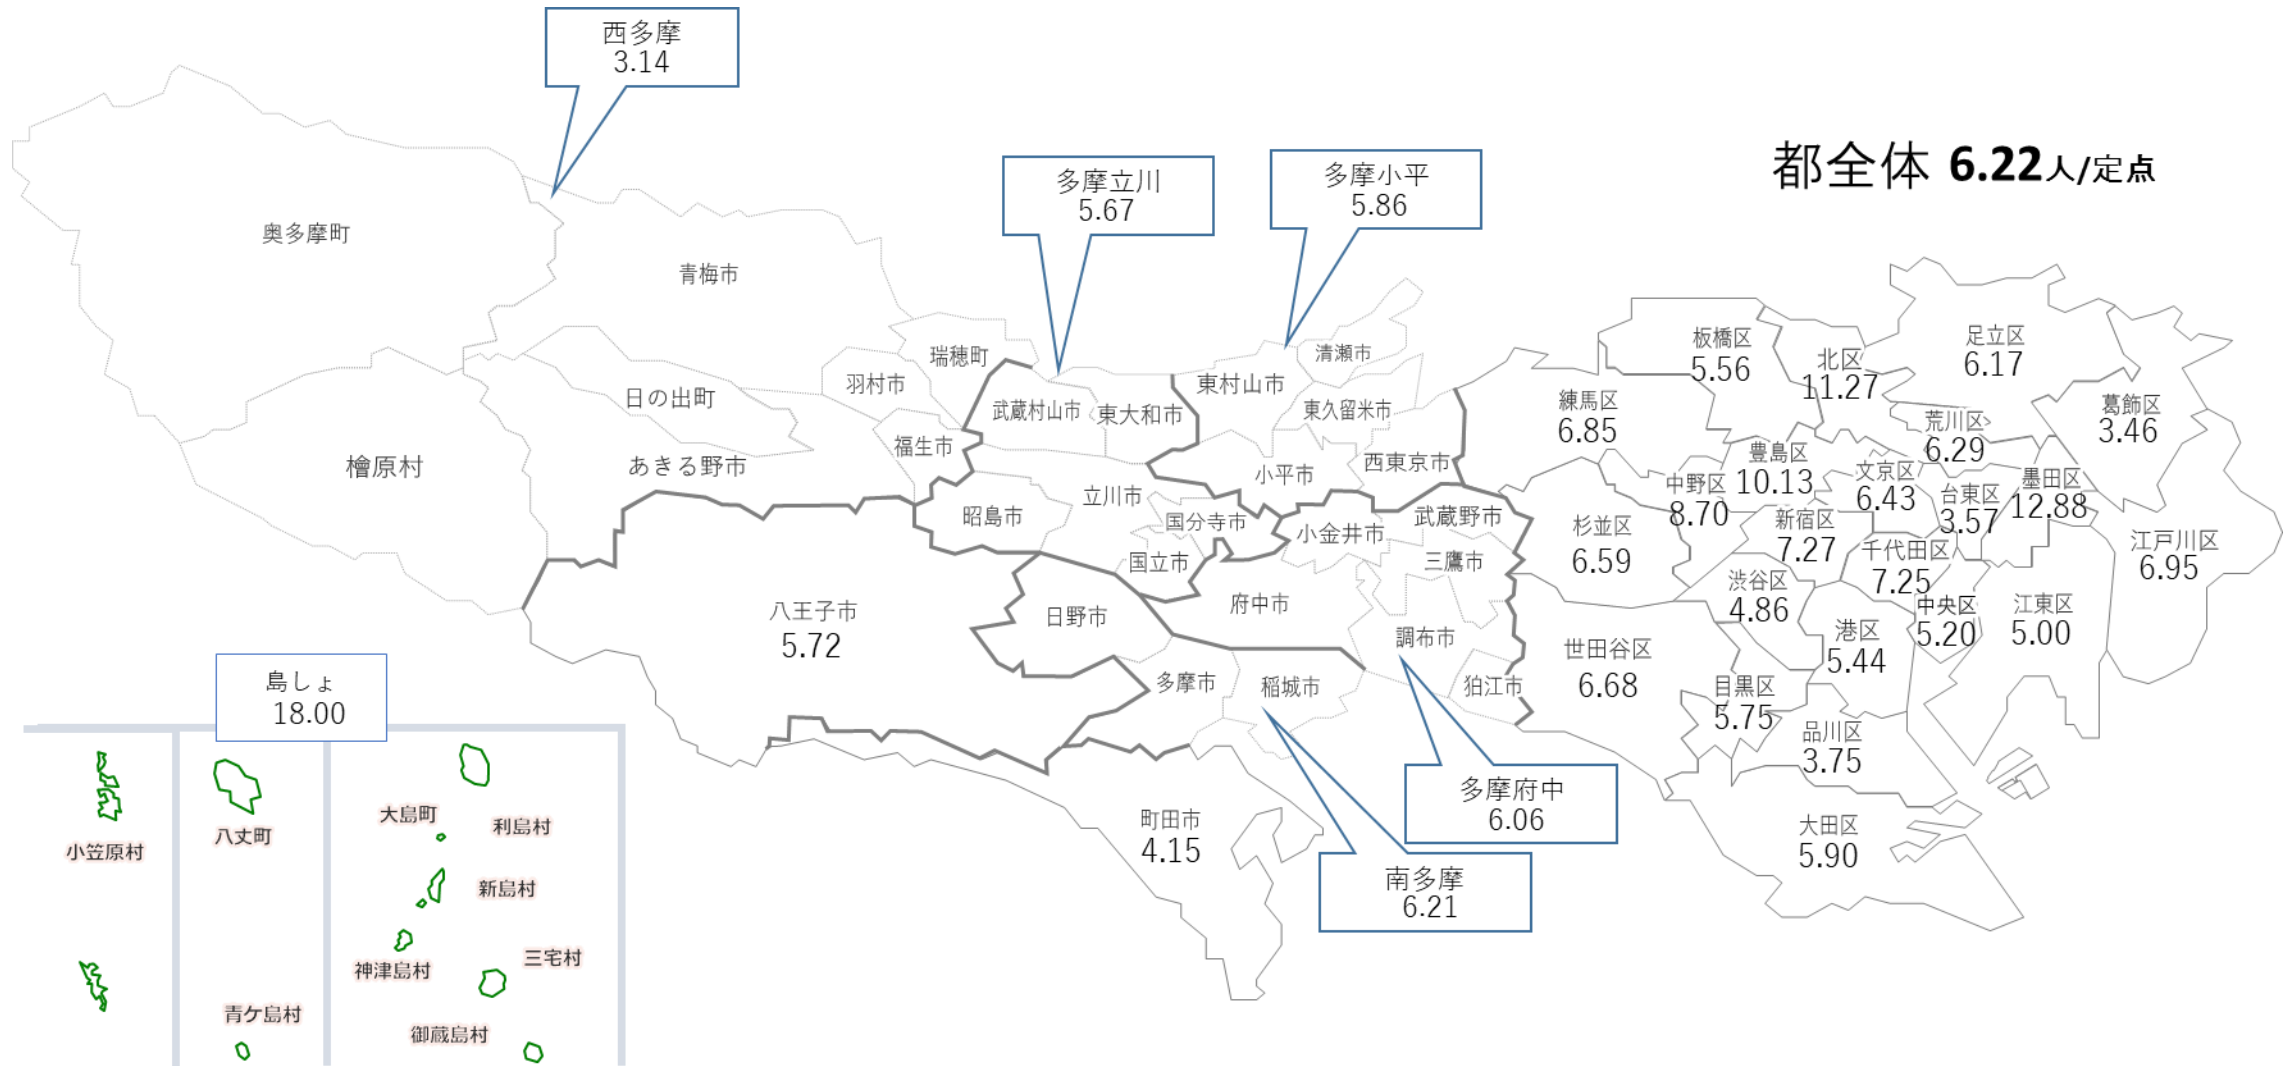 西多摩
3.14
多摩立川
5.67
多摩小平
5.86
都全体 6.22人/定点
奥多摩町
青梅市
瑞穂町
羽村市
日の出町
福生市
あきる野市
檜原村
武蔵村山市
東大和市
東村山市
清瀬市
東久留米市
小平市
西東京市
立川市
昭島市
国分寺市
国立市
小金井市
武蔵野市
三鷹市
府中市
調布市
狛江市
八王子市
5.72
日野市
多摩市
稲城市
町田市
4.15
多摩府中
6.06
南多摩
6.21
板橋区
5.56
北区
11.27
足立区
6.17
練馬区
6.85
荒川区
6.29
葛飾区
3.46
豊島区
10.13
文京区
6.43
中野区
8.70
台東区
3.57
墨田区
12.88
杉並区
6.59
新宿区
7.27
千代田区
7.25
江戸川区
6.95
渋谷区
4.86
中央区
5.20
江東区
5.00
港区
5.44
世田谷区
6.68
目黒区
5.75
品川区
3.75
大田区
5.90
島しょ
18.00
小笠原村
八丈町
青ケ島村
大島町
利島村
新島村
神津島村
三宅村
御蔵島村